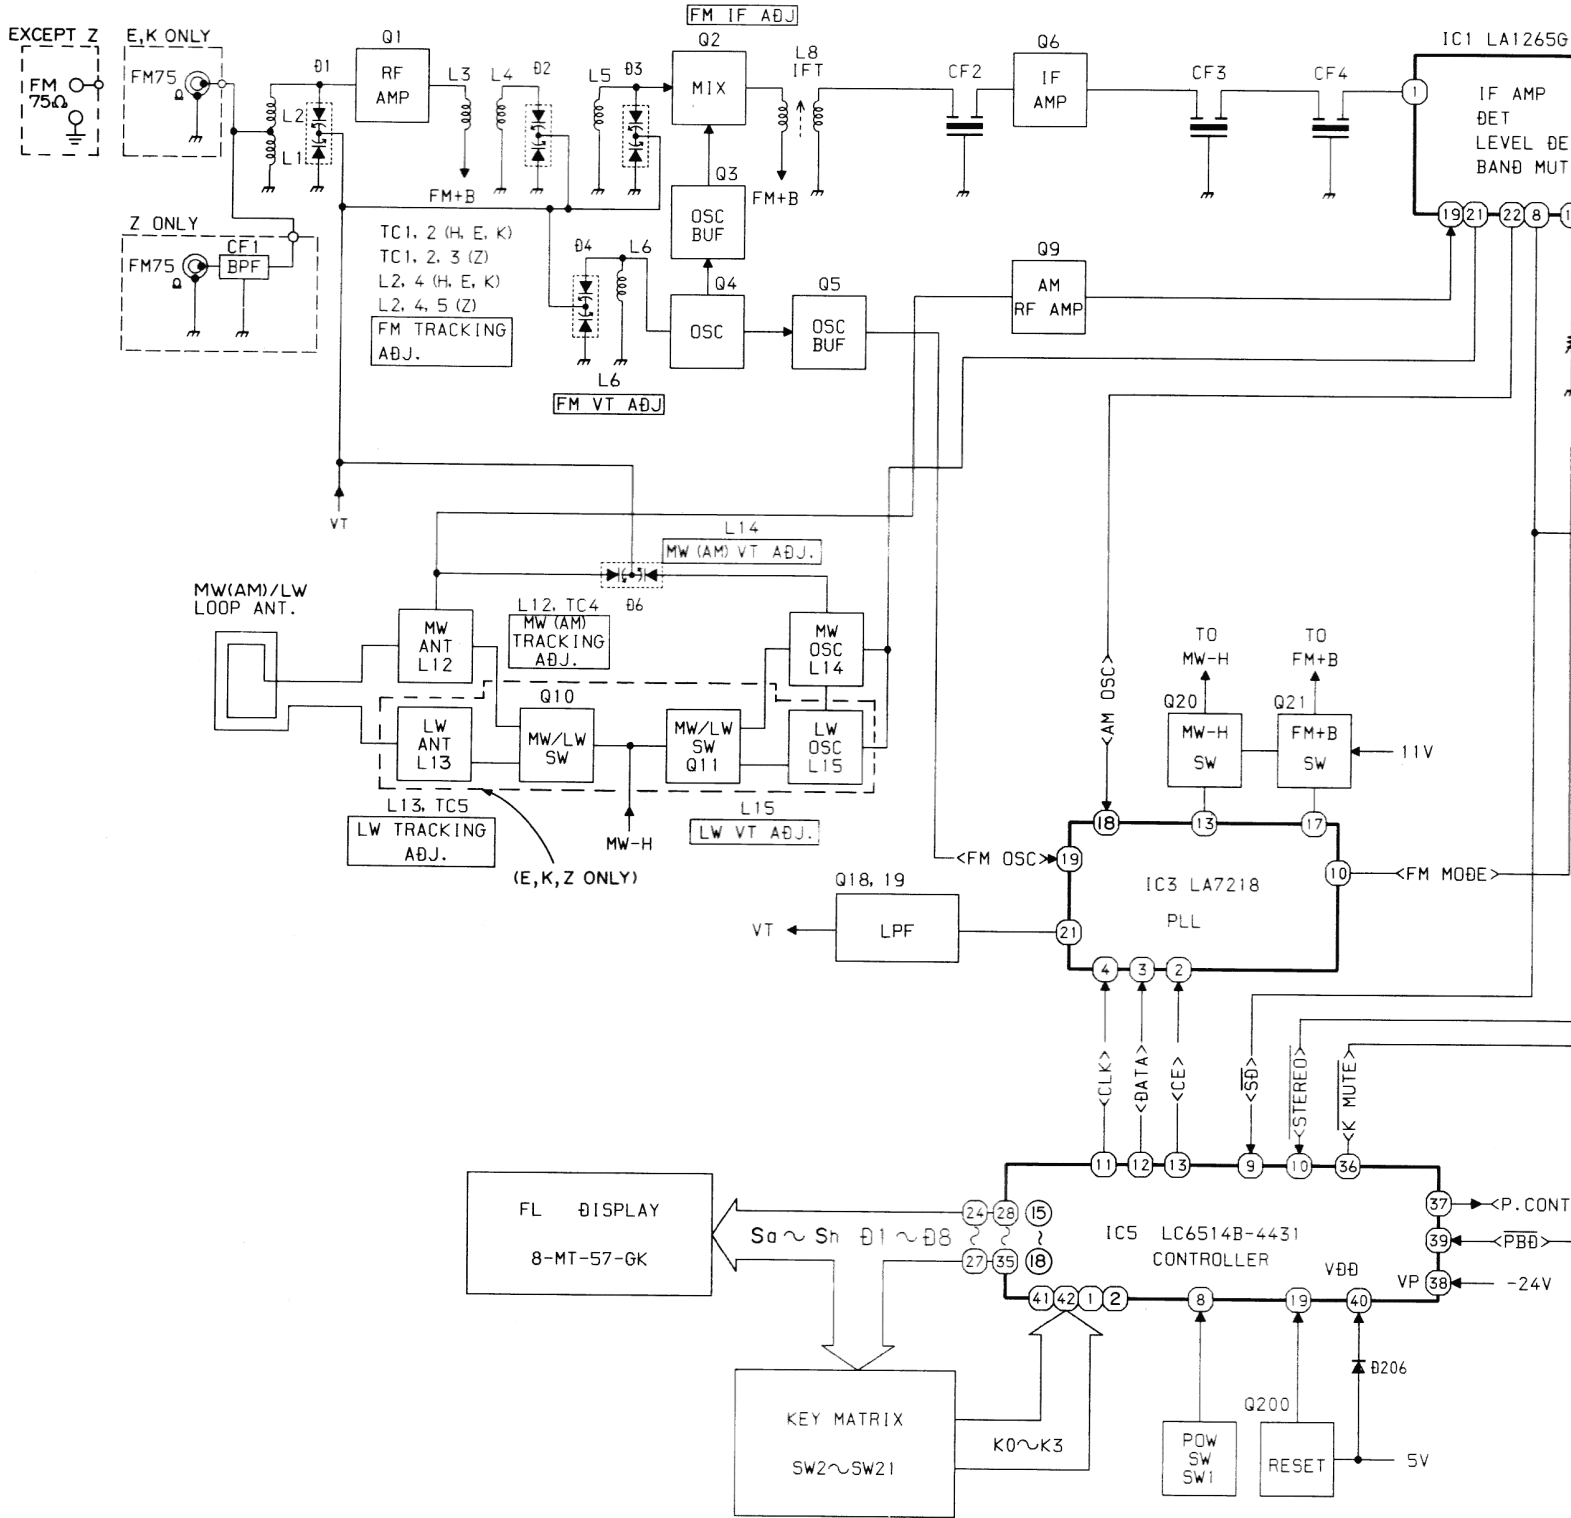 EXCEPT Z
FM
75Ω
E,K ONLY
FM75
Ω
Z ONLY
FM75
Ω
CF1
BPF
D1
L2
L1
Q1
RF
AMP
L3
FM+B
L4
D2
L5
D3
FM IF ADJ
Q2
MIX
Q3
OSC
BUF
Q4
OSC
L8
IFT
FM+B
CF2
Q6
IF
AMP
CF3
CF4
IC1 LA1265G
1
IF AMP
DET
LEVEL DE
BAND MUT
19
21
22
8
1
TC1, 2 (H, E, K)
TC1, 2, 3 (Z)
L2, 4 (H, E, K)
L2, 4, 5 (Z)
FM TRACKING
ADJ.
D4
L6
L6
FM VT ADJ
Q5
OSC
BUF
Q9
AM
RF AMP
VT
MW(AM)/LW
LOOP ANT.
L14
MW (AM) VT ADJ.
D6
MW
ANT
L12
L12, TC4
MW (AM)
TRACKING
ADJ.
MW
OSC
L14
Q10
LW
ANT
L13
MW/LW
SW
MW/LW
SW
Q11
LW
OSC
L15
L13, TC5
LW TRACKING
ADJ.
(E,K,Z ONLY)
MW-H
L15
LW VT ADJ.
<AM OSC>
TO
MW-H
TO
FM+B
Q20
MW-H
SW
Q21
FM+B
SW
11V
18
13
17
<FM OSC>
19
IC3 LA7218
PLL
10
<FM MODE>
Q18, 19
VT
LPF
21
4
3
2
<CLK>
<DATA>
<CE>
<SD>
<STEREO>
<K MUTE>
11
12
13
9
10
36
FL DISPLAY
8-MT-57-GK
Sa～Sh D1～D8
24
28
15
～
～
～
27
35
18
IC5 LC6514B-4431
CONTROLLER
VDD
VP
37
<P.CONT
39
<PBD>
38
-24V
41
42
1
2
8
19
40
D206
KEY MATRIX
SW2～SW21
K0～K3
POW
SW
SW1
Q200
RESET
5V